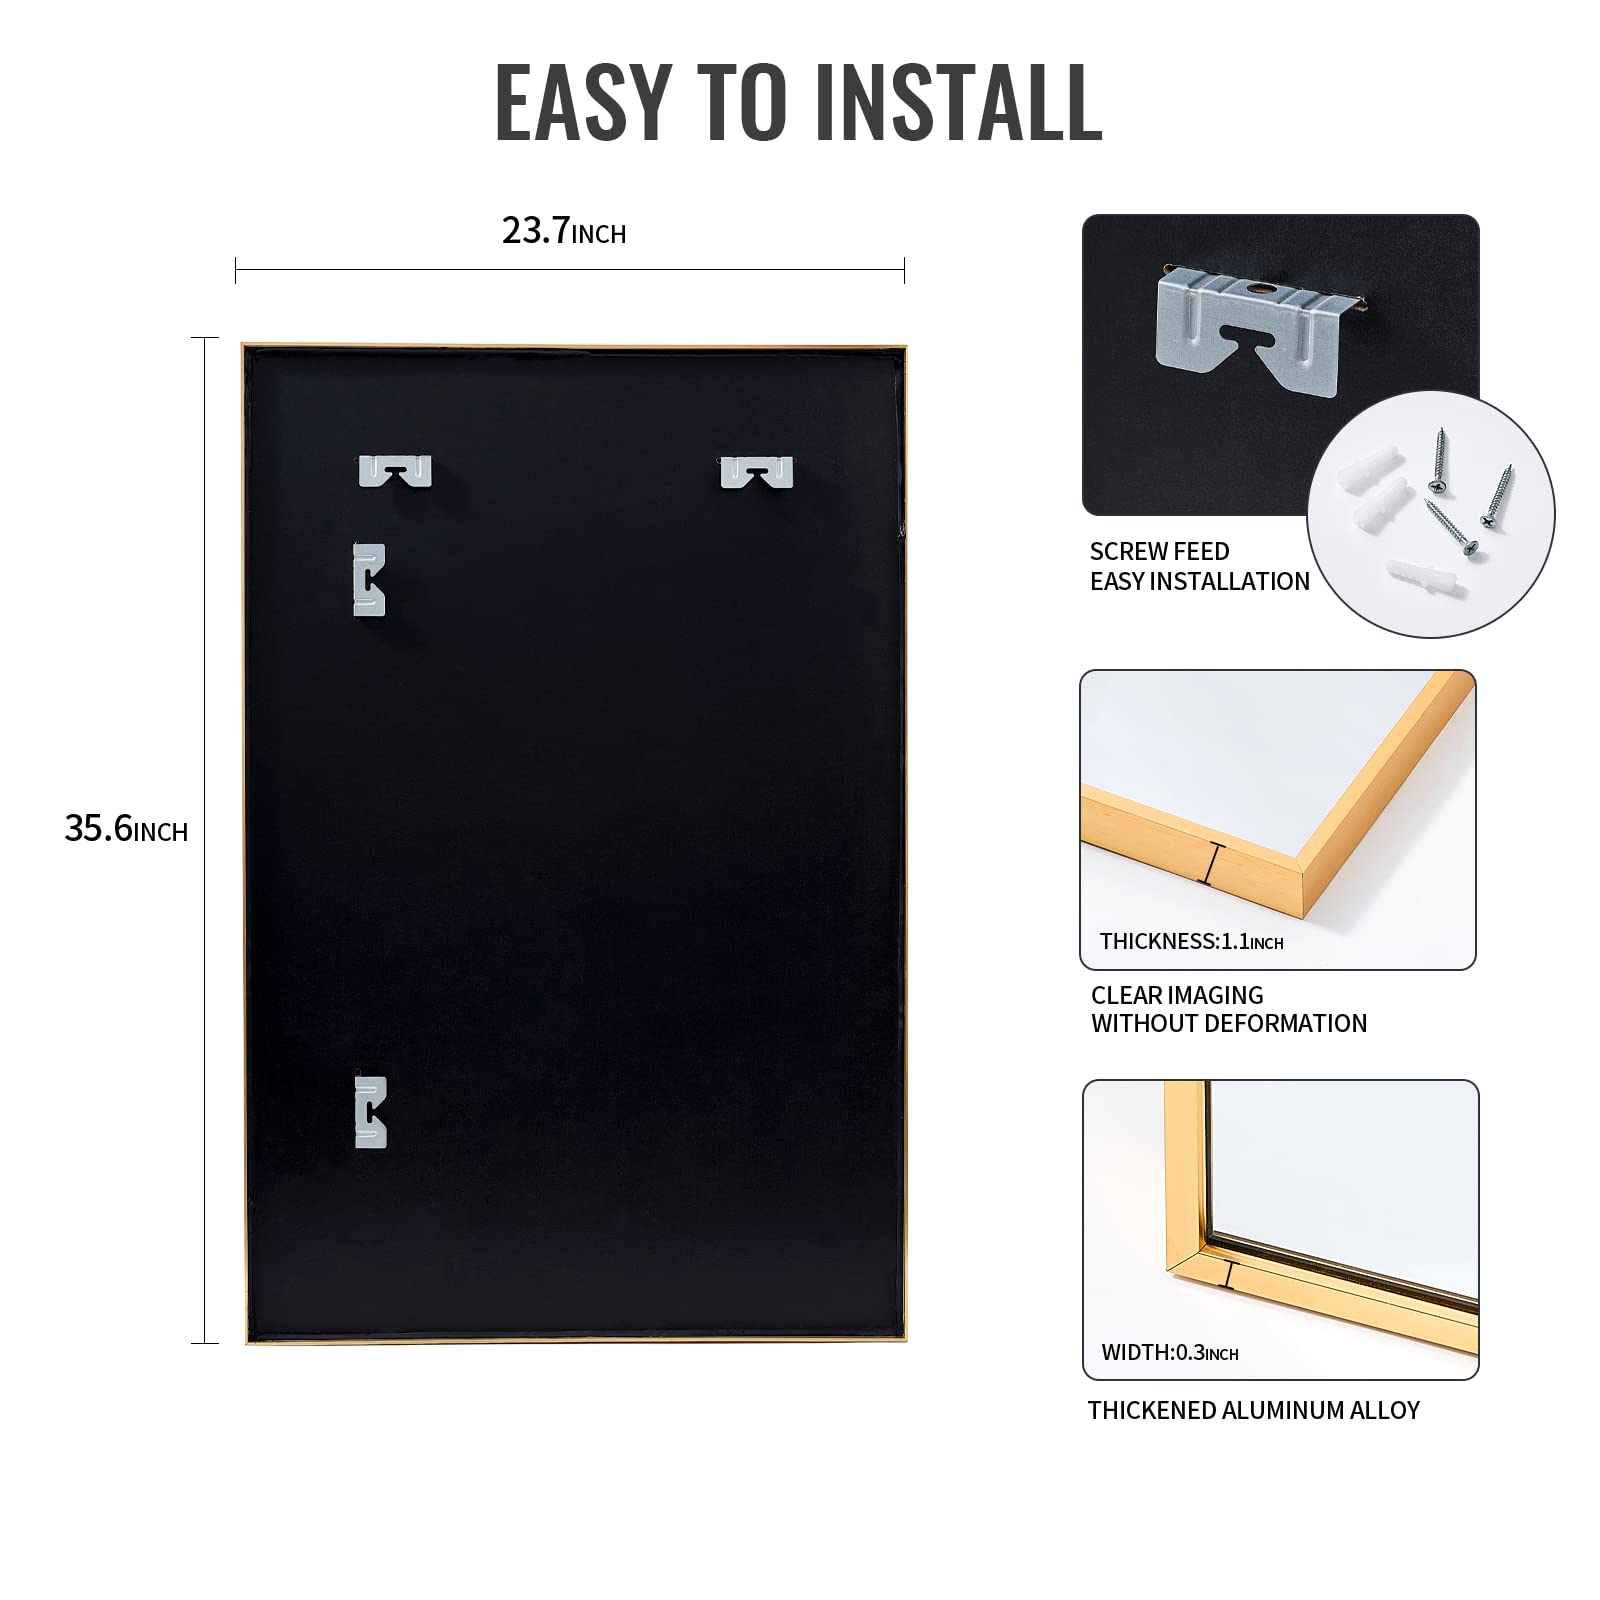 EASY TO INSTALL
23.7INCH
35.6INCH
SCREW FEED
EASY INSTALLATION
THICKNESS:1.1INCH
CLEAR IMAGING
WITHOUT DEFORMATION
WIDTH:0.3INCH
THICKENED ALUMINUM ALLOY